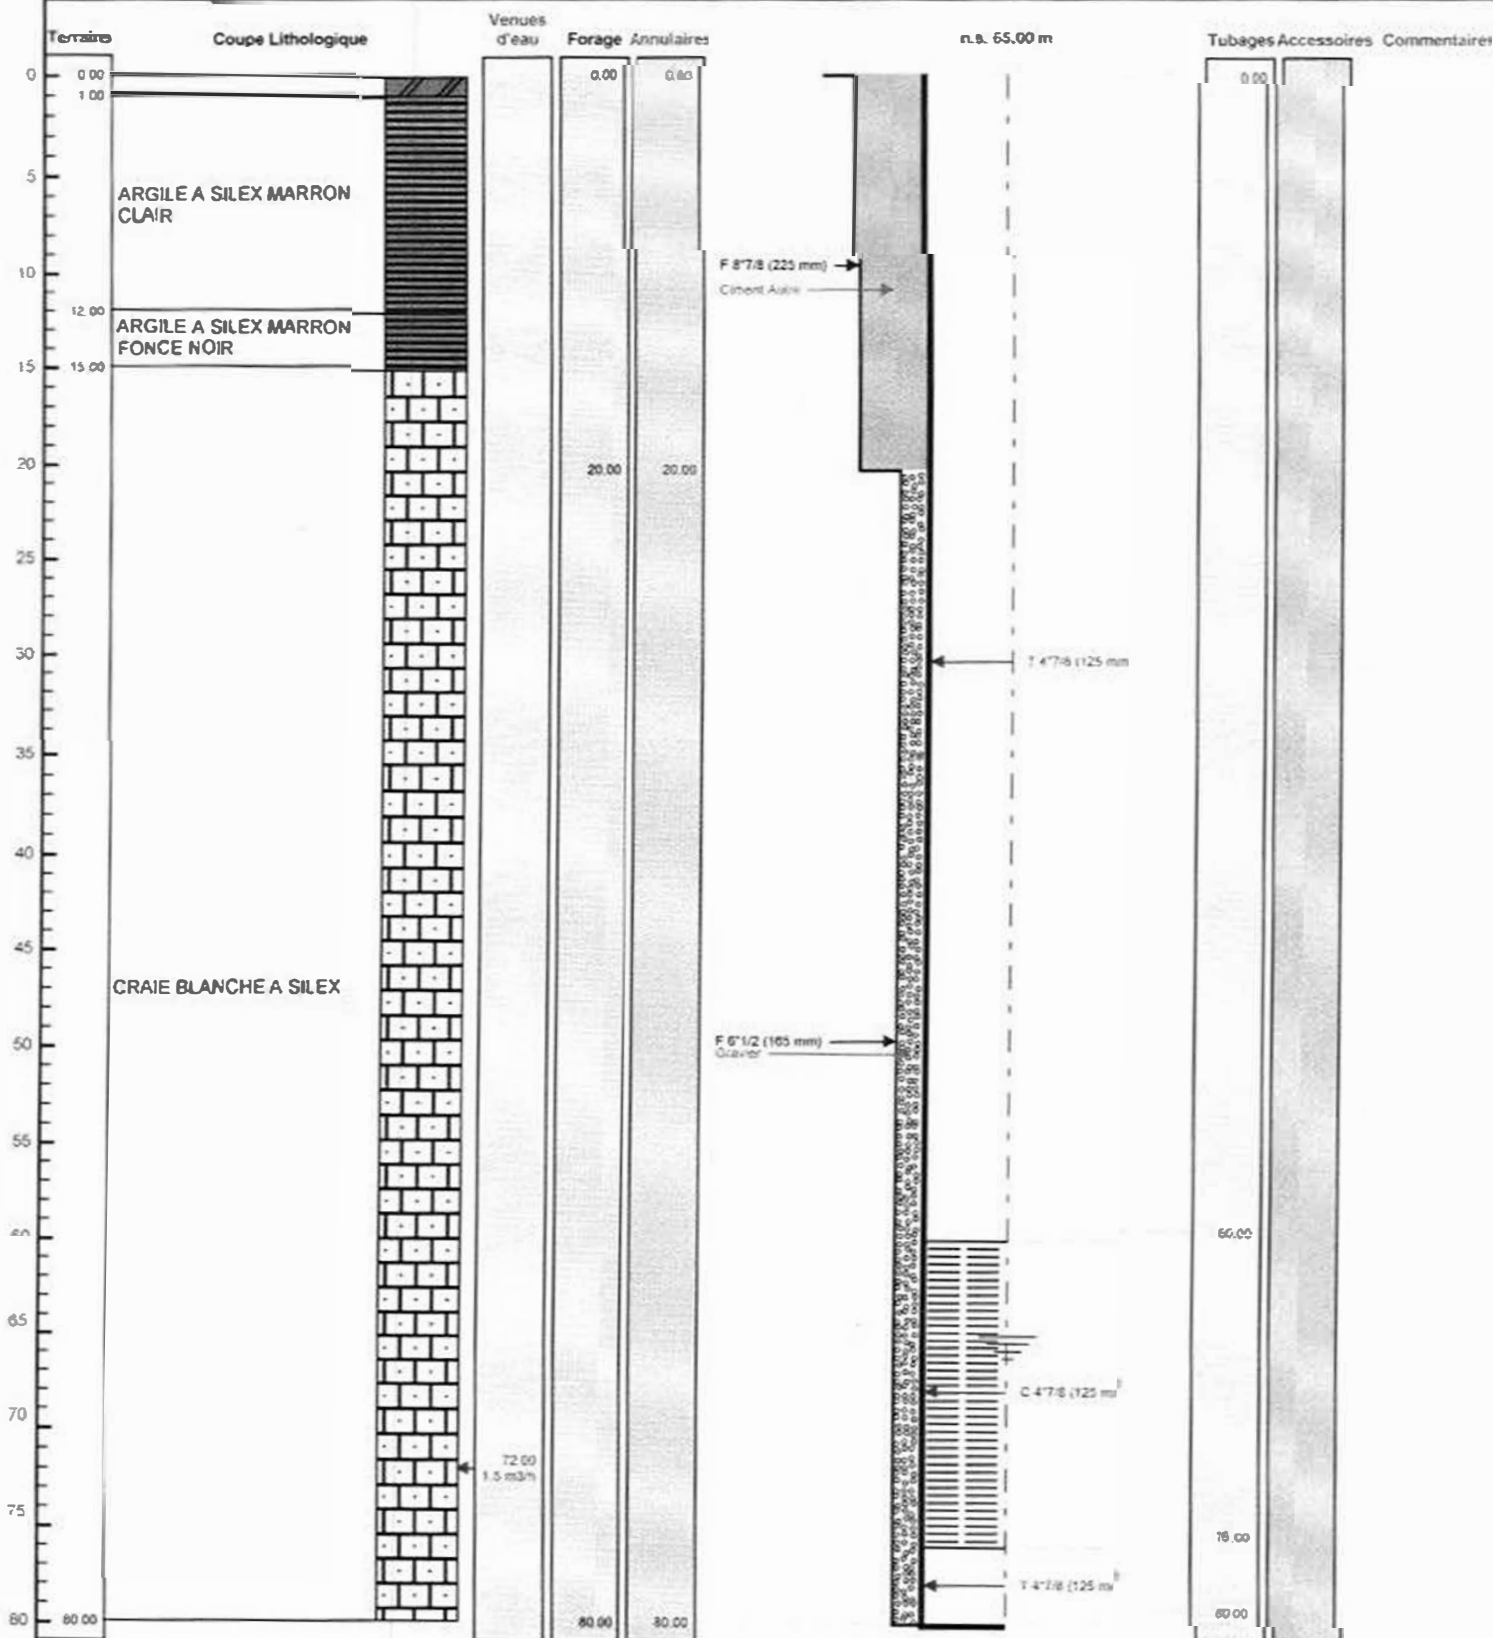 Terrains
Coupe Lithologique
Venues
d'eau
Forage
Annulaires
n.s. 65.00 m
Tubages
Accessoires
Commentaires
0
0.00
0.00
0.00
0.00
1.00
5
ARGILE A SILEX MARRON
CLAIR
F 8"7/8 (225 mm)
10
Ciment Autre
12.00
ARGILE A SILEX MARRON
FONCE NOIR
15
15.00
20
20.00
20.00
25
30
T 4"7/8 (125 mm
35
40
45
CRAIE BLANCHE A SILEX
50
F 6"1/2 (165 mm)
Gravier
55
60
60.00
65
C 4"7/8 (125 m
70
72.00
1.5 m3/h
75
T 4"7/8 (125 m
80
80.00
80.00
80.00
80.00